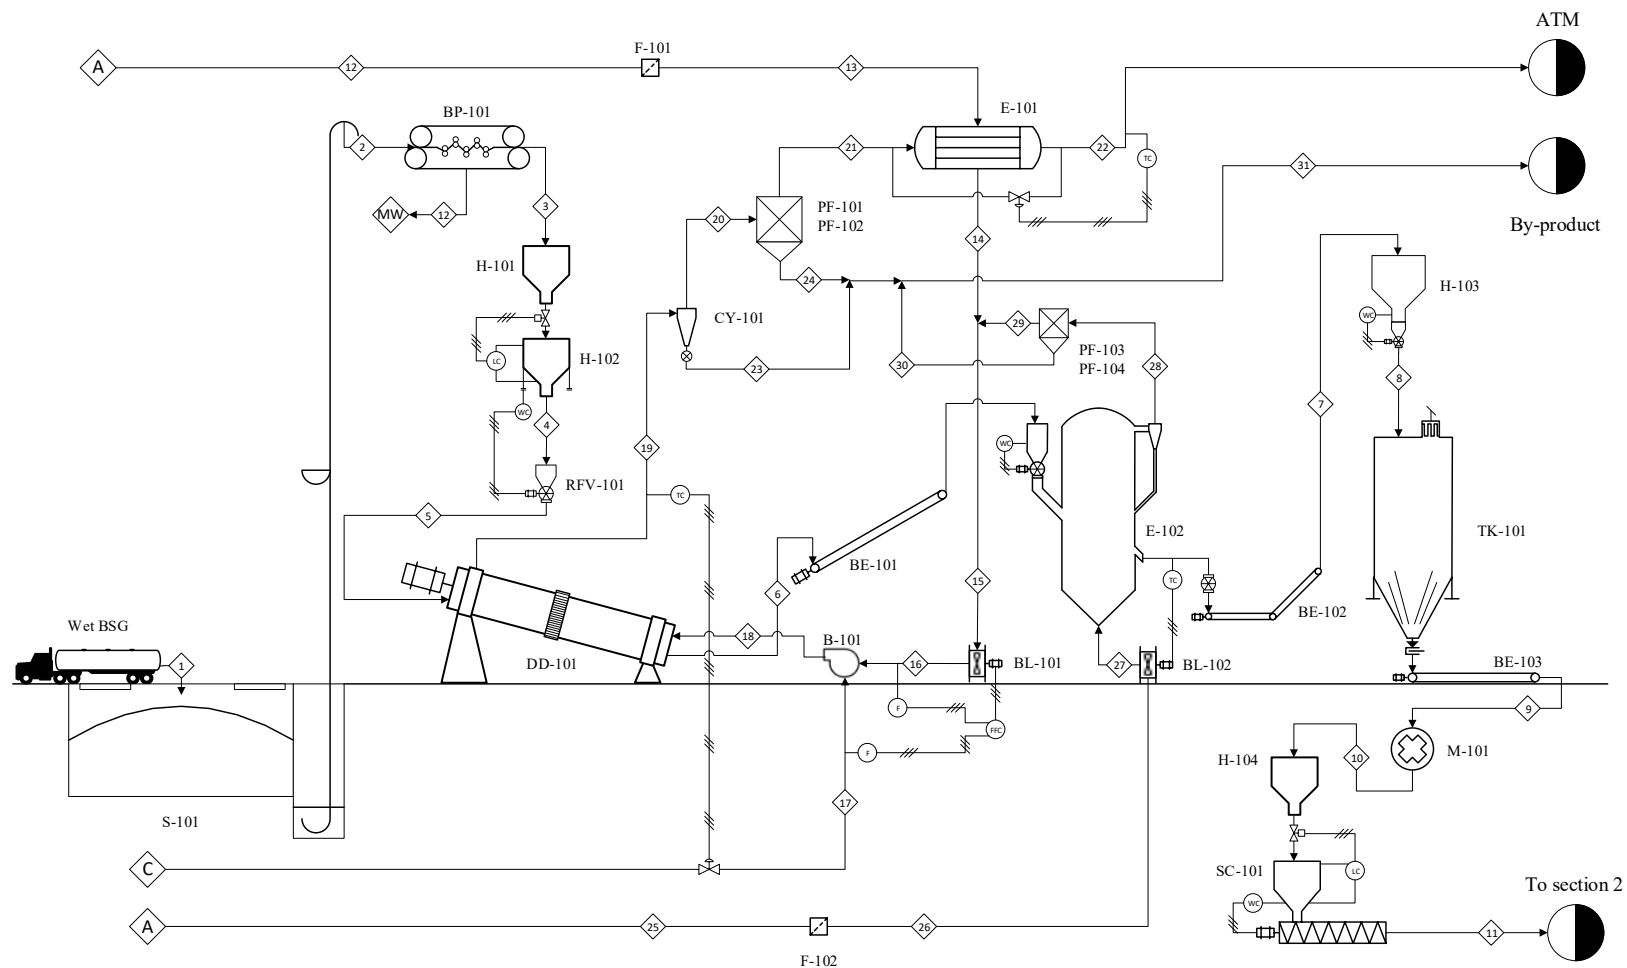 ATM
F-101
A
12
13
BP-101
E-101
2
21
22
TC
31
MW
12
3
PF-101
PF-102
20
By-product
14
H-101
24
H-103
CY-101
29
WC
PF-103
PF-104
LC
H-102
23
30
28
8
WC
4
7
19
WC
RFV-101
TC
5
E-102
TK-101
BE-101
15
TC
6
BE-102
Wet BSG
18
B-101
1
DD-101
16
BL-101
27
BL-102
BE-103
F
9
FFC
F
H-104
10
M-101
17
S-101
C
SC-101
LC
To section 2
WC
A
25
26
11
F-102